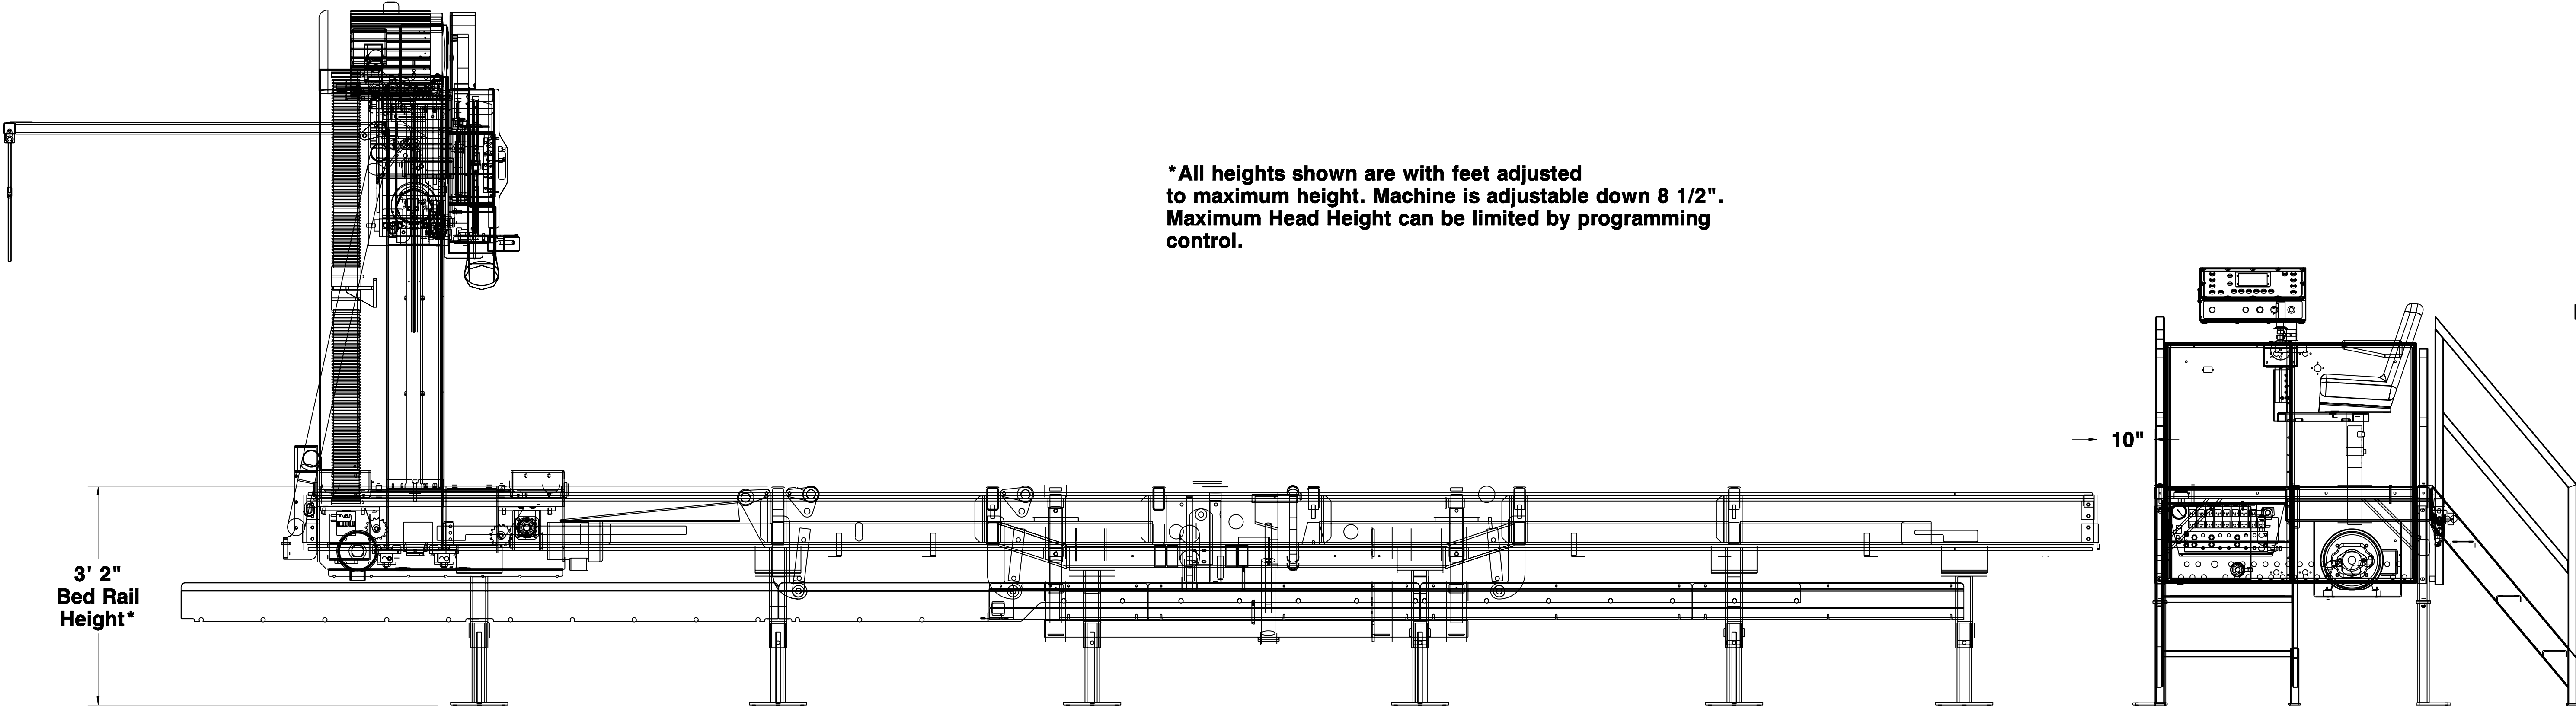 *All heights shown are with feet adjusted
to maximum height. Machine is adjustable down 8 1/2".
Maximum Head Height can be limited by programming
control.
10"
3' 2"
Bed Rail
Height*